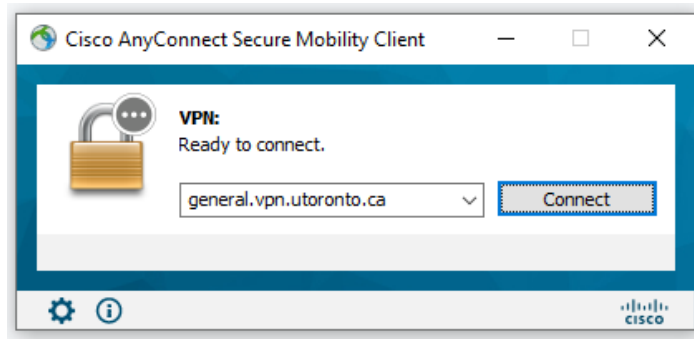 Cisco AnyConnect Secure Mobility Client
VPN:
Ready to connect.
general.vpn.utoronto.ca
Connect
CISCO